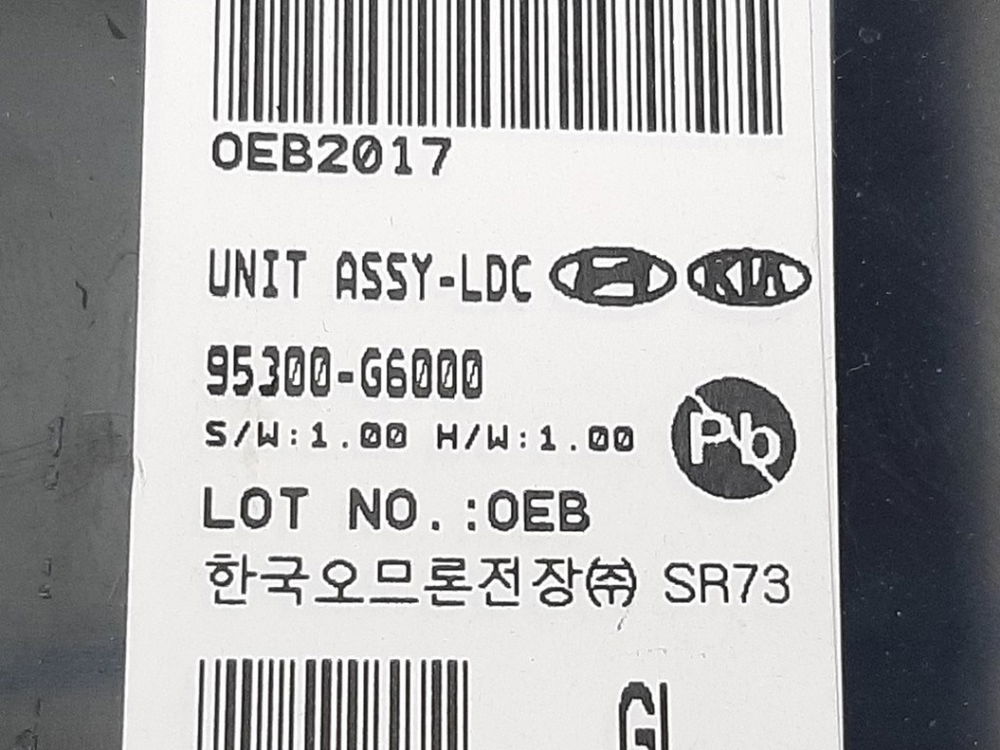 OEB2017
UNIT ASSY-LDC KIA
95300-G6000
S/W:1.00 H/W:1.00
Pb
LOT NO.:OEB
한국오므론전장㈜ SR73